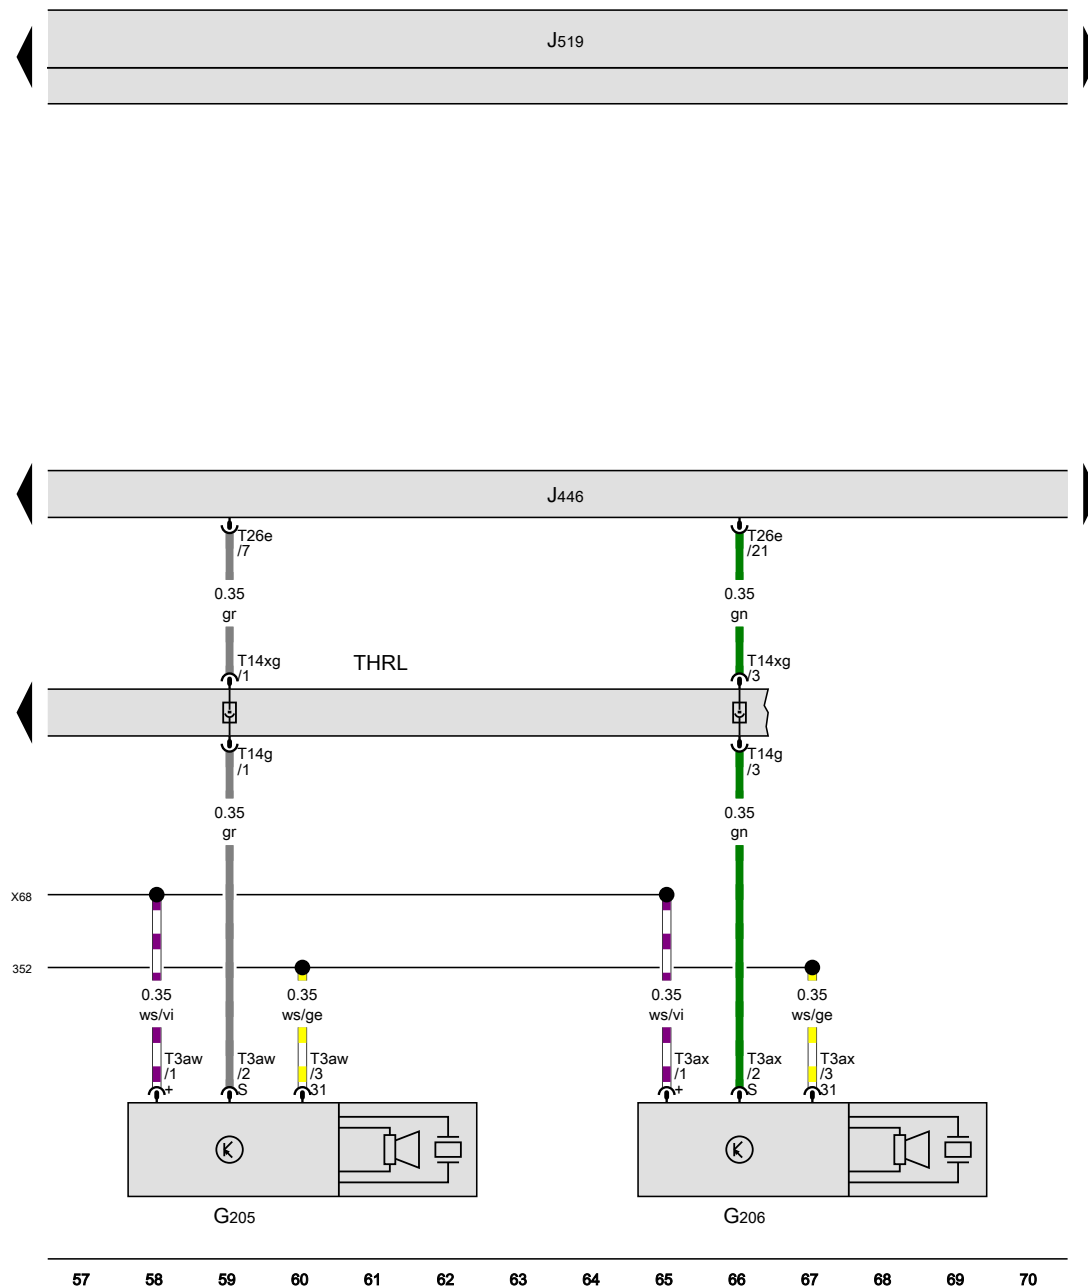 J519
J446
T26e
/7
T26e
/21
0.35
gr
0.35
gn
T14xg
/1
THRL
T14xg
/3
T14g
/1
T14g
/3
0.35
gr
0.35
gn
X68
352
0.35
ws/vi
0.35
ws/ge
0.35
ws/vi
0.35
ws/ge
T3aw
/1
+
T3aw
/2
S
T3aw
/3
31
T3ax
/1
+
T3ax
/2
S
T3ax
/3
31
G205
G206
57 58 59 60 61 62 63 64 65 66 67 68 69 70